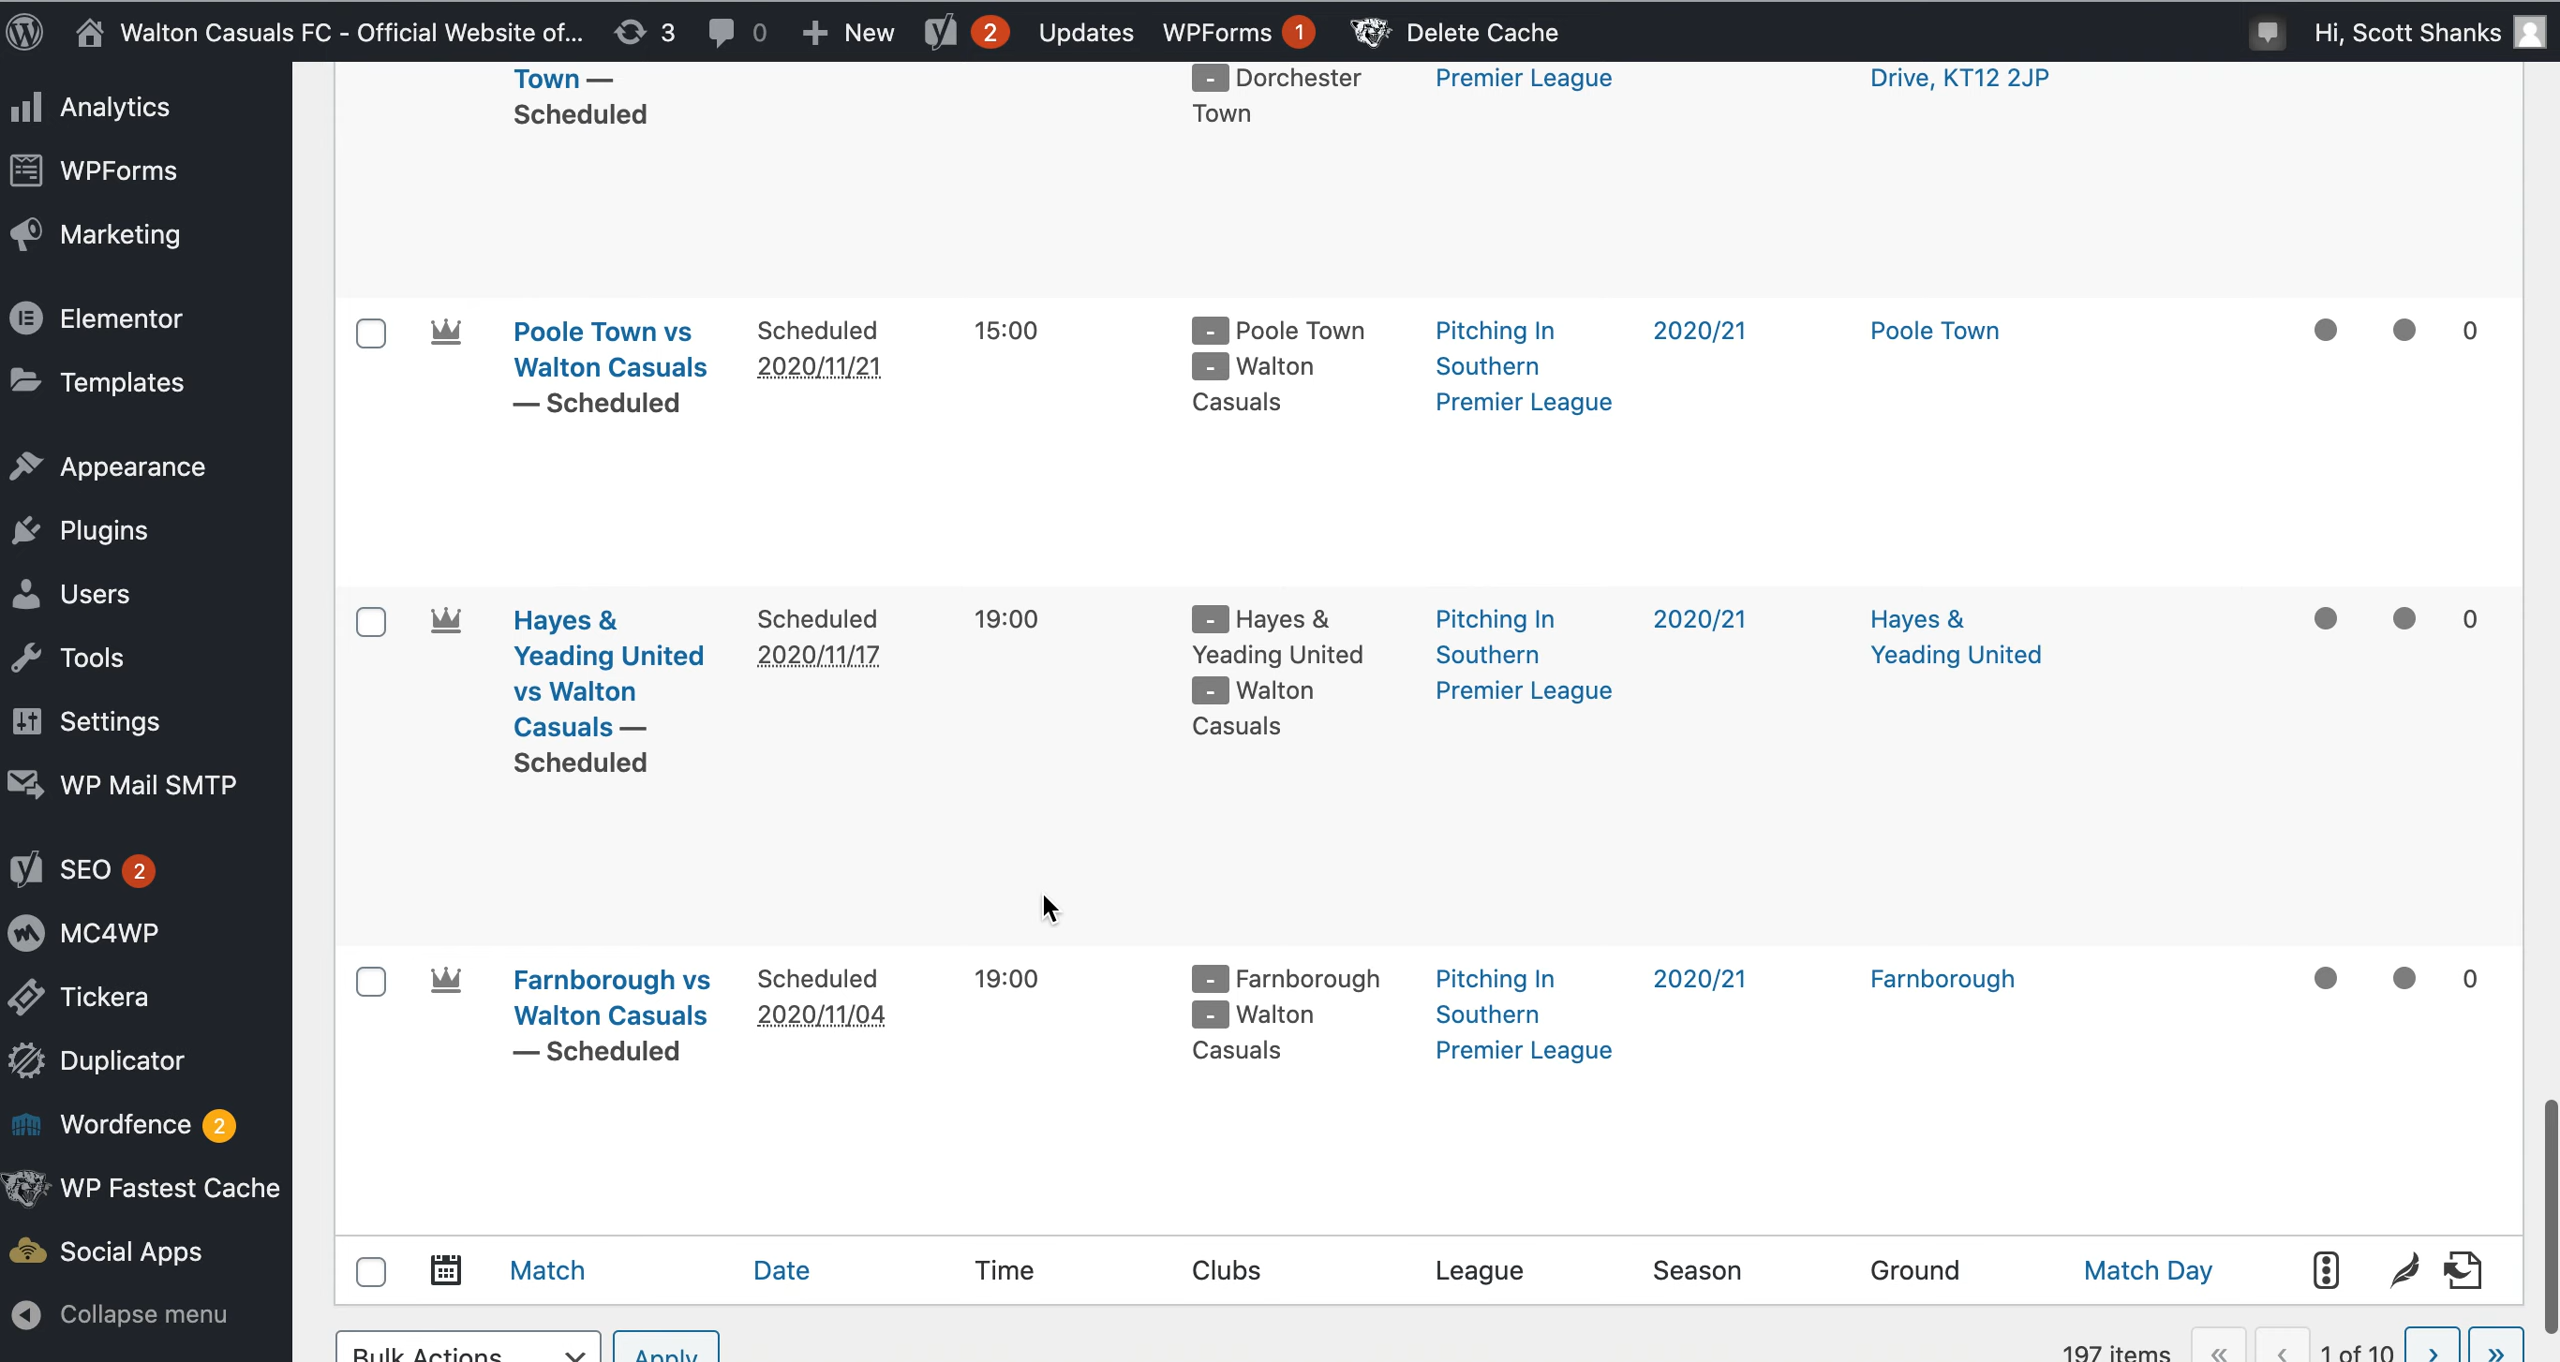 Walton Casuals FC - Official Website of... 3 0 New 2 Updates WPForms 1 Delete Cache Hi, Scott Shanks
Analytics
WPForms
Marketing
Elementor
Templates
Appearance
Plugins
Users
Tools
Settings
WP Mail SMTP
SEO 2
MC4WP
Tickera
Duplicator
Wordfence 2
WP Fastest Cache
Social Apps
Collapse menu
Town —
Scheduled
- Dorchester
Town
Premier League
Drive, KT12 2JP
Poole Town vs
Walton Casuals
— Scheduled
Scheduled
2020/11/21
15:00
- Poole Town
- Walton
Casuals
Pitching In
Southern
Premier League
2020/21
Poole Town
0
Hayes &
Yeading United
vs Walton
Casuals —
Scheduled
Scheduled
2020/11/17
19:00
- Hayes &
Yeading United
- Walton
Casuals
Pitching In
Southern
Premier League
2020/21
Hayes &
Yeading United
0
Farnborough vs
Walton Casuals
— Scheduled
Scheduled
2020/11/04
19:00
- Farnborough
- Walton
Casuals
Pitching In
Southern
Premier League
2020/21
Farnborough
0
Match Date Time Clubs League Season Ground Match Day
Bulk Actions Apply 197 items « ‹ 1 of 10 › »